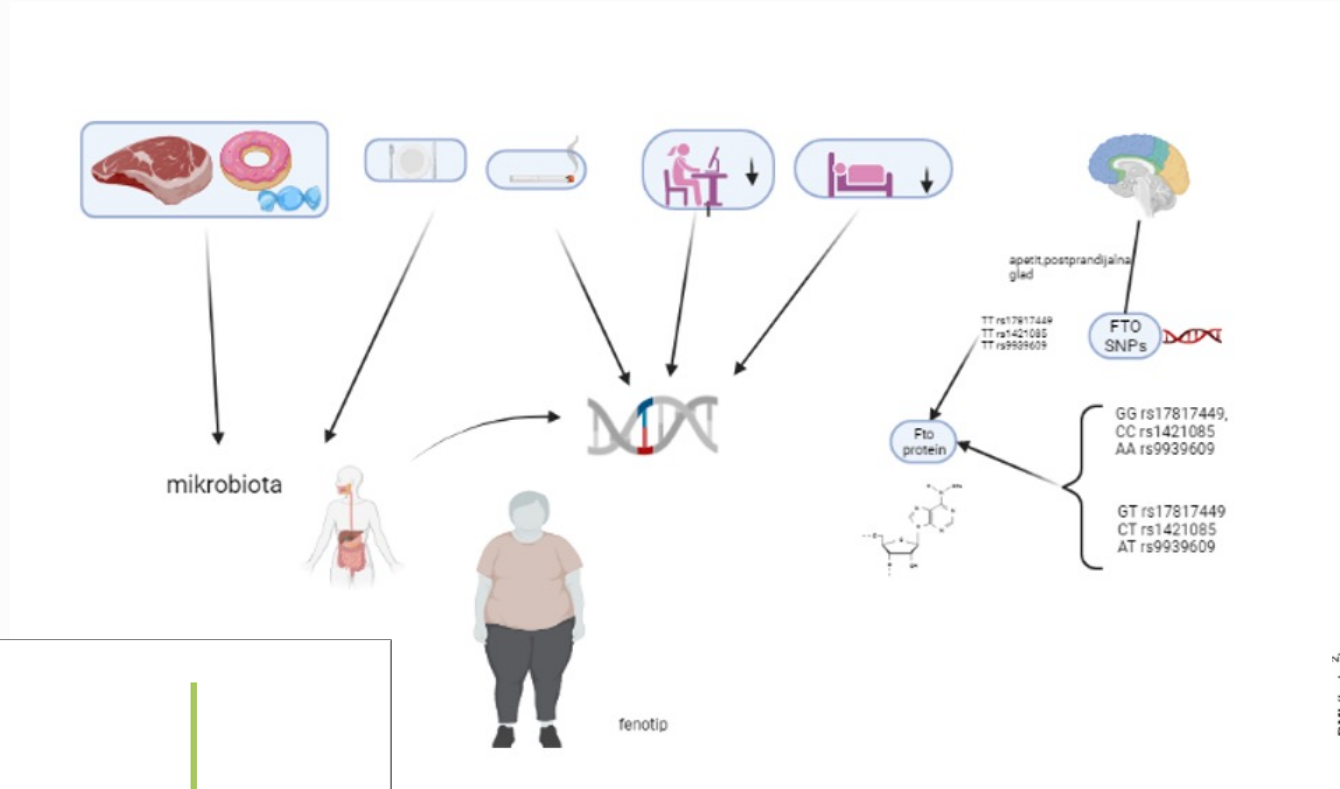 apetit,postprandijalna
glad
TT rs17817449
TT rs1421085
TT rs9939609
FTO
SNPs
Fto
protein
GG rs17817449,
CC rs1421085
AA rs9939609
GT rs17817449
CT rs1421085
AT rs9939609
mikrobiota
fenotip